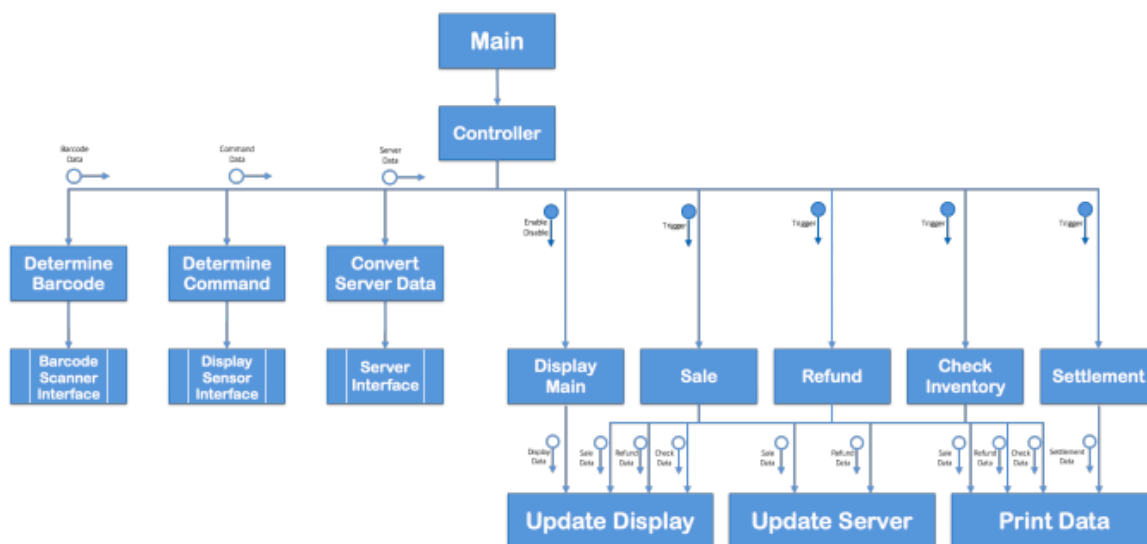 Main
Controller
Barcode
Data
Command
Data
Server
Data
Enable
Disable
Trigger
Trigger
Trigger
Trigger
Determine
Barcode
Determine
Command
Convert
Server Data
Barcode
Scanner
Interface
Display
Sensor
Interface
Server
Interface
Display
Main
Sale
Refund
Check
Inventory
Settlement
Display
Data
Sale
Data
Refund
Data
Check
Data
Sale
Data
Refund
Data
Sale
Data
Refund
Data
Check
Data
Settlement
Data
Update Display
Update Server
Print Data